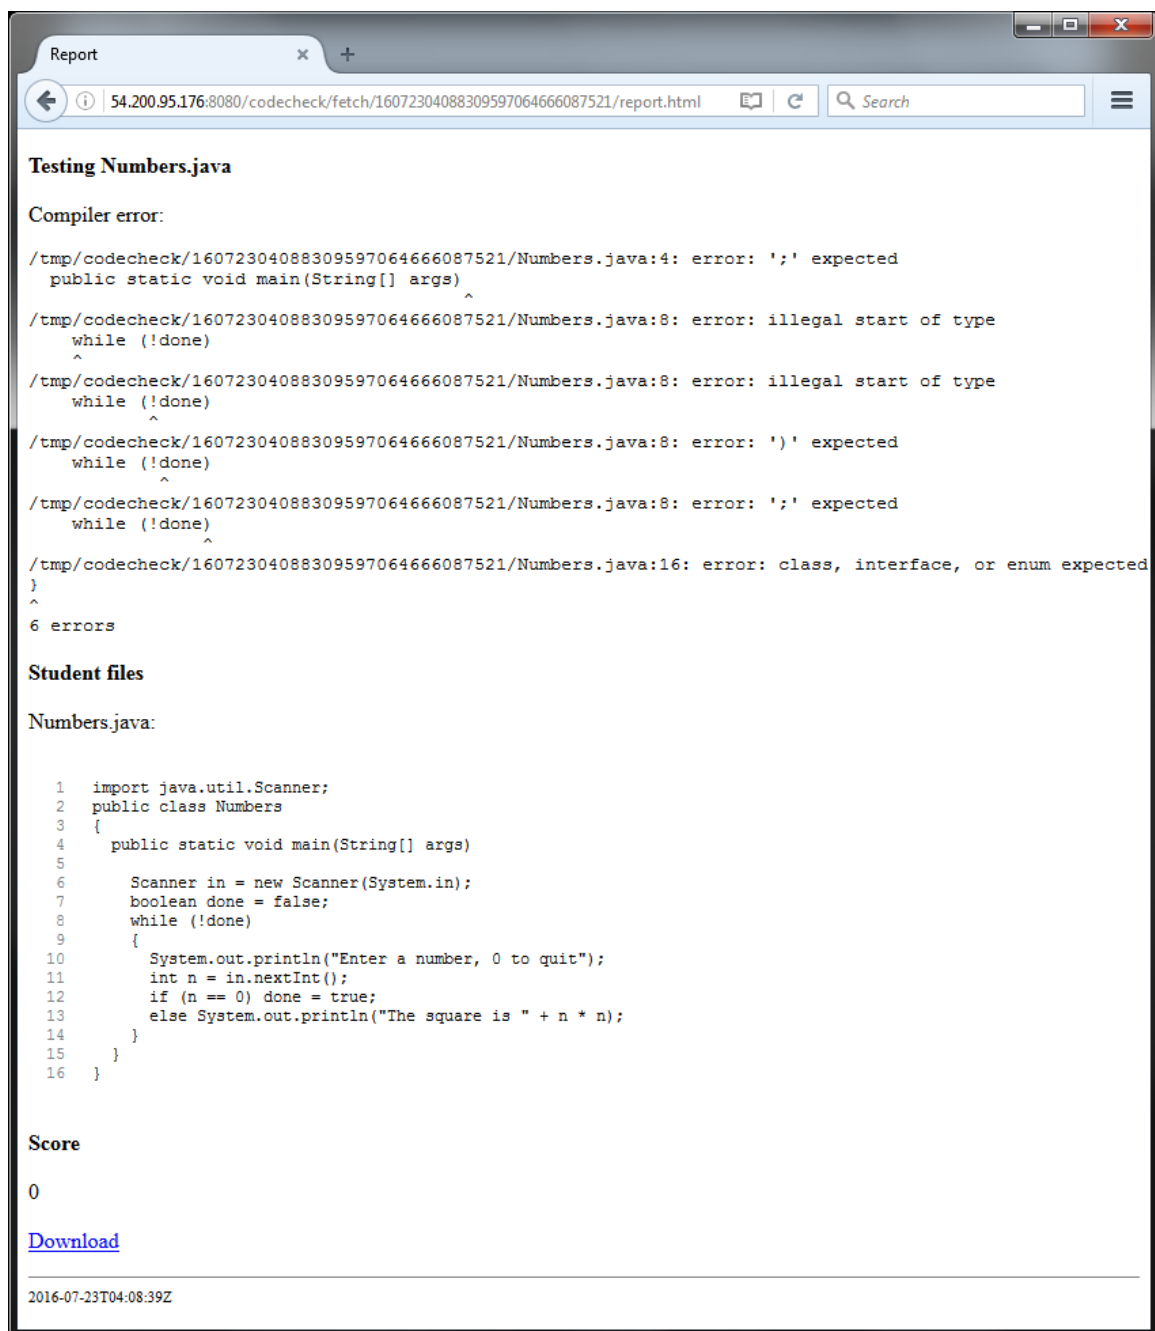 Report
54.200.95.176:8080/codecheck/fetch/16072304088309597064666087521/report.html
Search
Testing Numbers.java
Compiler error:
/tmp/codecheck/16072304088309597064666087521/Numbers.java:4: error: ';' expected
  public static void main(String[] args)
                                        ^
/tmp/codecheck/16072304088309597064666087521/Numbers.java:8: error: illegal start of type
    while (!done)
    ^
/tmp/codecheck/16072304088309597064666087521/Numbers.java:8: error: illegal start of type
    while (!done)
           ^
/tmp/codecheck/16072304088309597064666087521/Numbers.java:8: error: ')' expected
    while (!done)
            ^
/tmp/codecheck/16072304088309597064666087521/Numbers.java:8: error: ';' expected
    while (!done)
                ^
/tmp/codecheck/16072304088309597064666087521/Numbers.java:16: error: class, interface, or enum expected
}
^
6 errors
Student files
Numbers.java:
1 import java.util.Scanner;
2 public class Numbers
3 {
4   public static void main(String[] args)
5
6     Scanner in = new Scanner(System.in);
7     boolean done = false;
8     while (!done)
9     {
10       System.out.println("Enter a number, 0 to quit");
11       int n = in.nextInt();
12       if (n == 0) done = true;
13       else System.out.println("The square is " + n * n);
14     }
15   }
16 }
Score
0
Download
2016-07-23T04:08:39Z